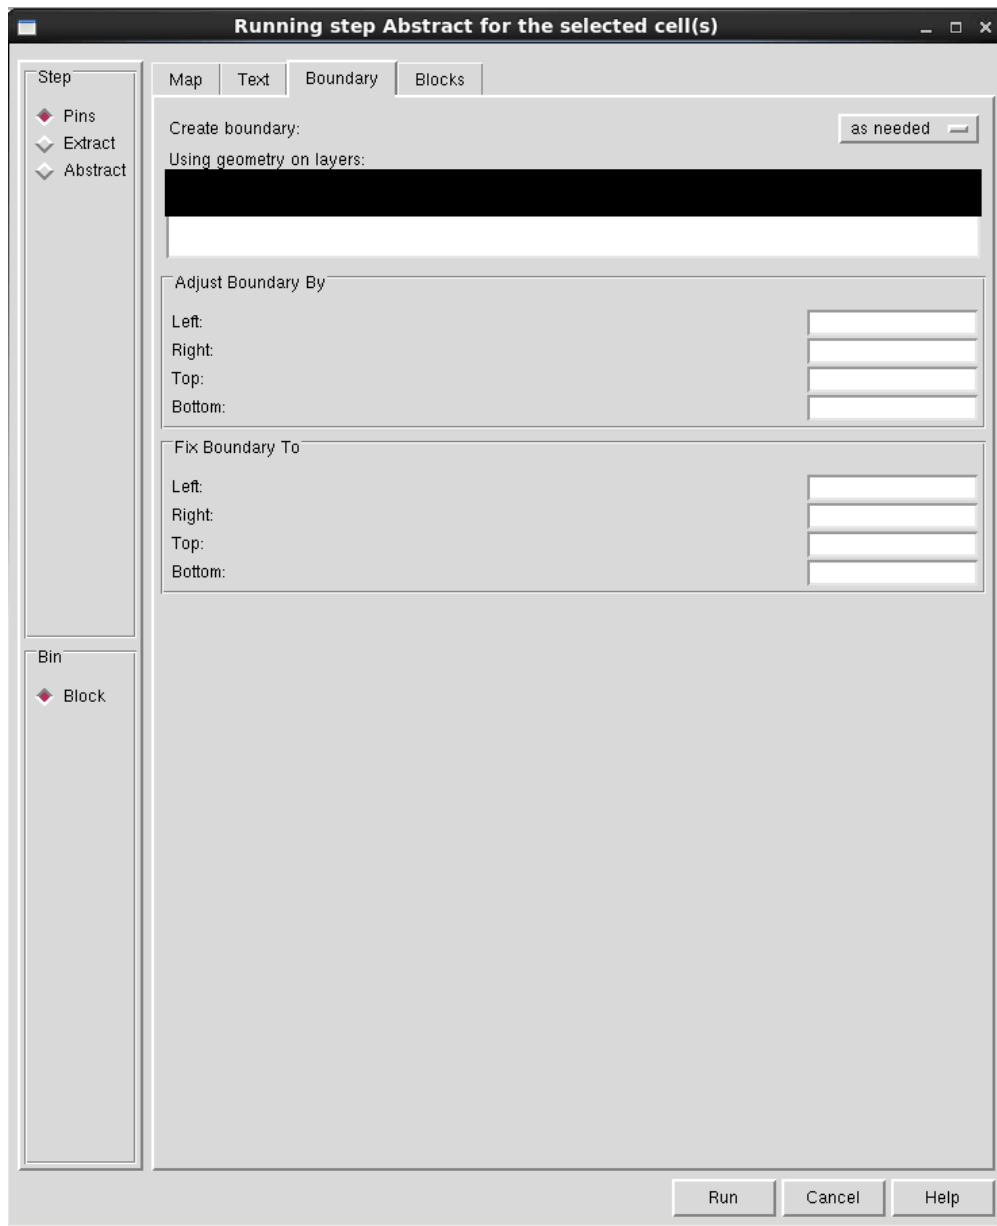 Running step Abstract for the selected cell(s)
Step
Pins
Extract
Abstract
Map Text Boundary Blocks
Create boundary: as needed
Using geometry on layers:
Adjust Boundary By
Left:
Right:
Top:
Bottom:
Fix Boundary To
Left:
Right:
Top:
Bottom:
Bin
Block
Run Cancel Help